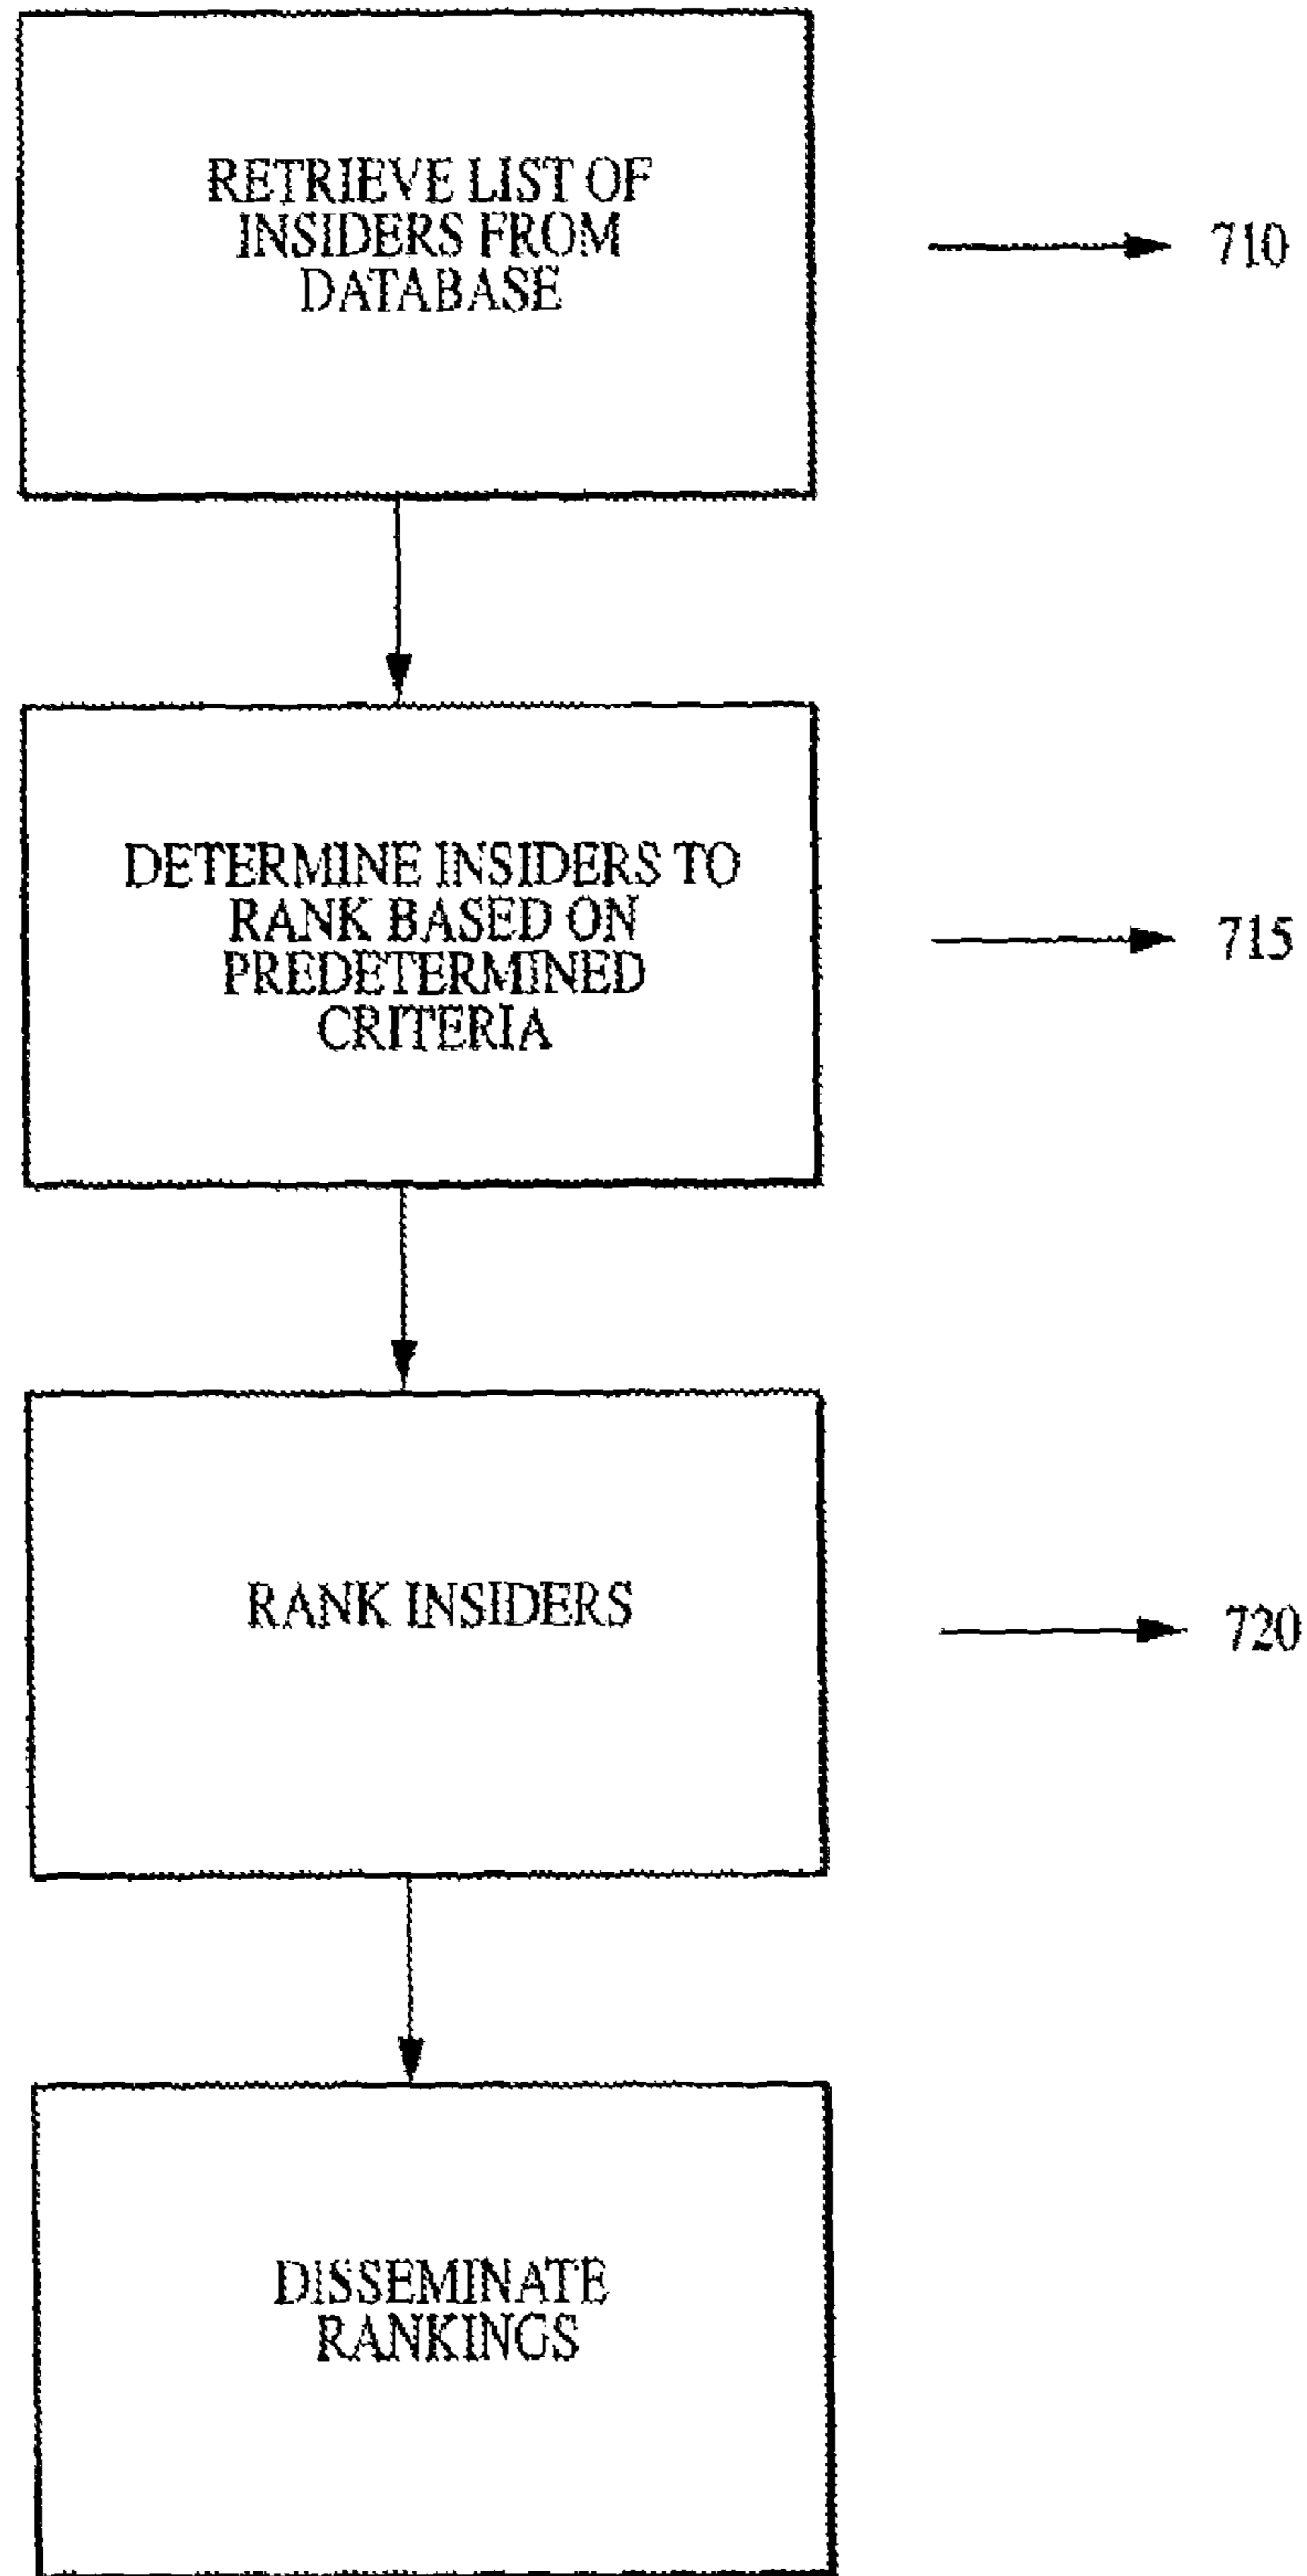 RETRIEVE LIST OF
INSIDERS FROM
DATABASE
710
DETERMINE INSIDERS TO
RANK BASED ON
PREDETERMINED
CRITERIA
715
RANK INSIDERS
720
DISSEMINATE
RANKINGS